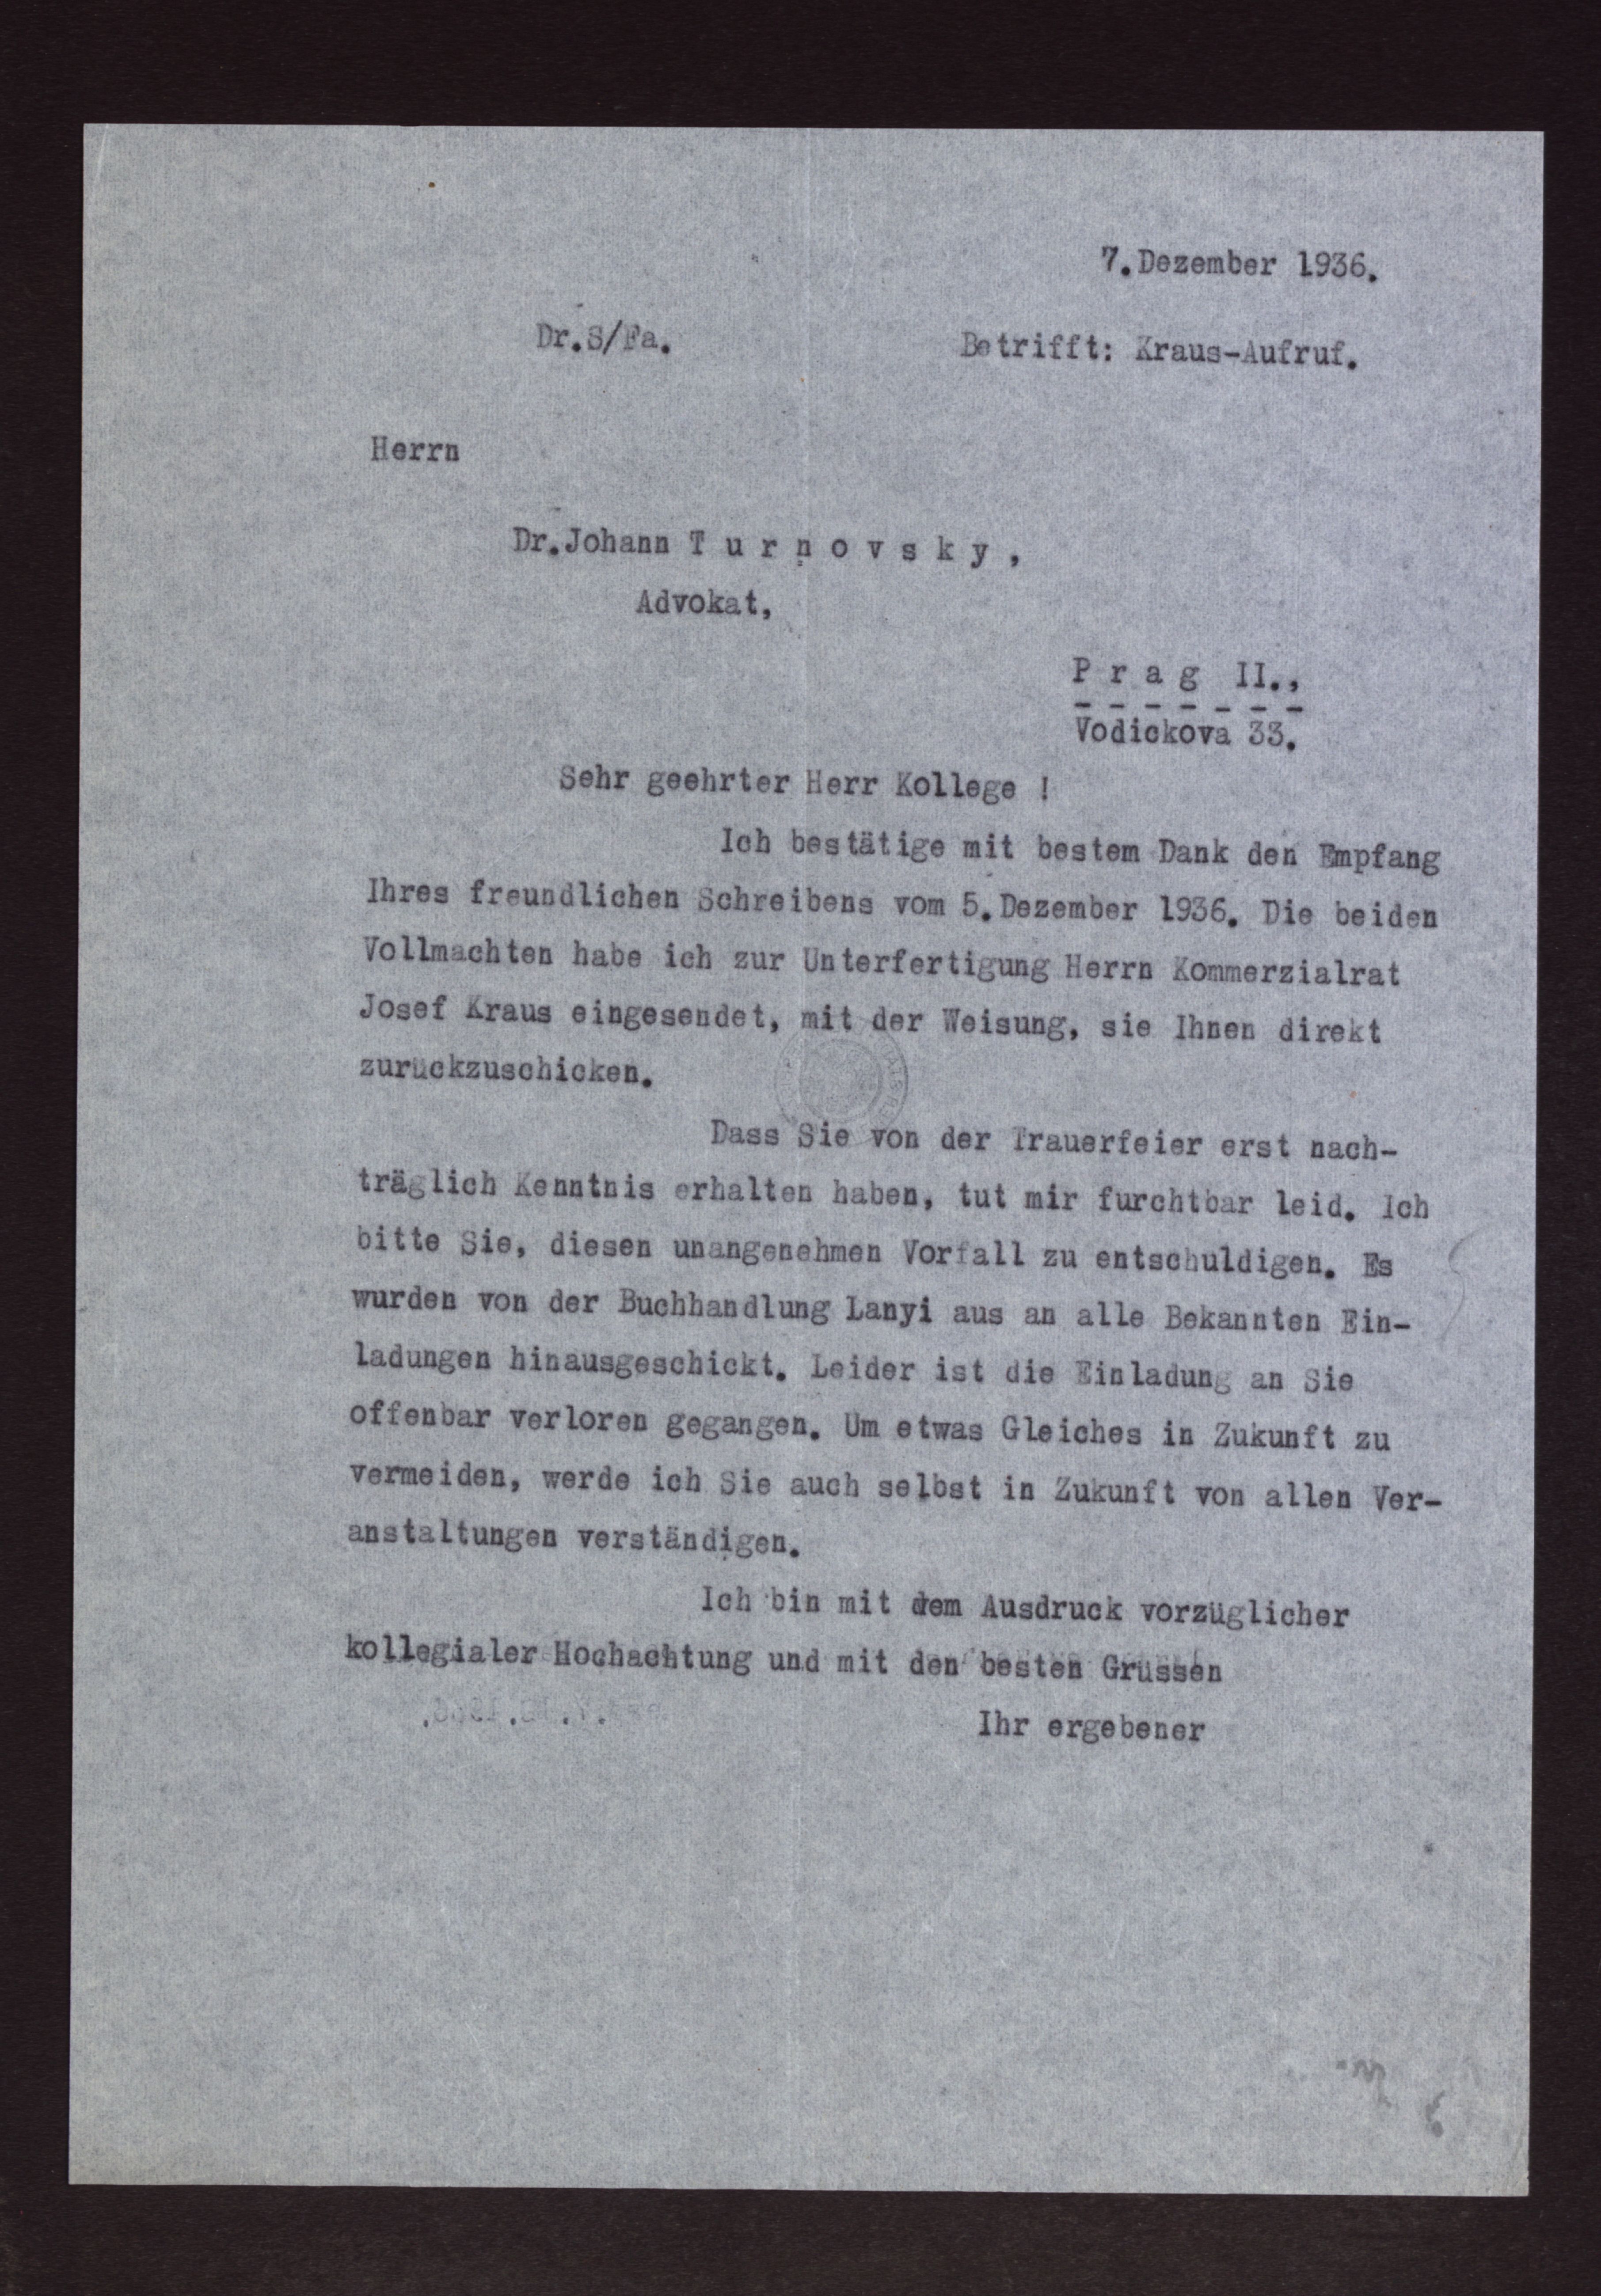 7.Dezember 1936.
Dr.S/Fa.
Betrifft: Kraus-Aufruf.
Herrn
Dr.Johann T u r n o v s k y ,
Advokat,
P r a g II.,
- - - - - - -
Vodickova 33.
Sehr geehrter Herr Kollege !
Ich bestätige mit bestem Dank den Empfang
Ihres freundlichen Schreibens vom 5.Dezember 1936. Die beiden
Vollmachten habe ich zur Unterfertigung Herrn Kommerzialrat
Josef Kraus eingesendet, mit der Weisung, sie Ihnen direkt
zurückzuschicken.
Dass Sie von der Trauerfeier erst nach-
träglich Kenntnis erhalten haben, tut mir furchtbar leid. Ich
bitte Sie, diesen unangenehmen Vorfall zu entschuldigen. Es
wurden von der Buchhandlung Lanyi aus an alle Bekannten Ein-
ladungen hinausgeschickt. Leider ist die Einladung an Sie
offenbar verloren gegangen. Um etwas Gleiches in Zukunft zu
vermeiden, werde ich Sie auch selbst in Zukunft von allen Ver-
anstaltungen verständigen.
Ich bin mit dem Ausdruck vorzüglicher
kollegialer Hochachtung und mit den besten Grüssen
Ihr ergebener